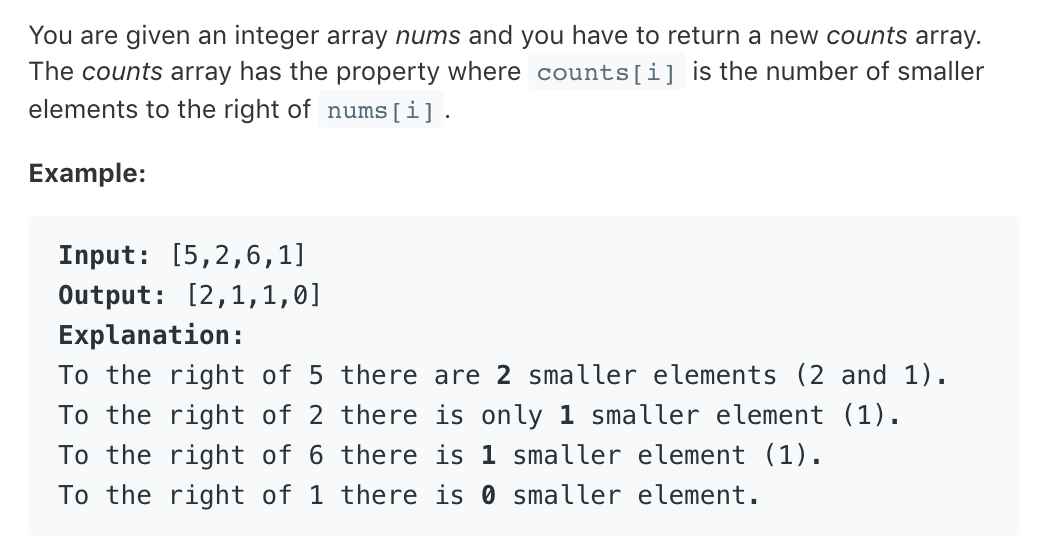 You are given an integer array nums and you have to return a new counts array.
The counts array has the property where counts[i] is the number of smaller
elements to the right of nums[i].
Example:
Input: [5,2,6,1]
Output: [2,1,1,0]
Explanation:
To the right of 5 there are 2 smaller elements (2 and 1).
To the right of 2 there is only 1 smaller element (1).
To the right of 6 there is 1 smaller element (1).
To the right of 1 there is 0 smaller element.